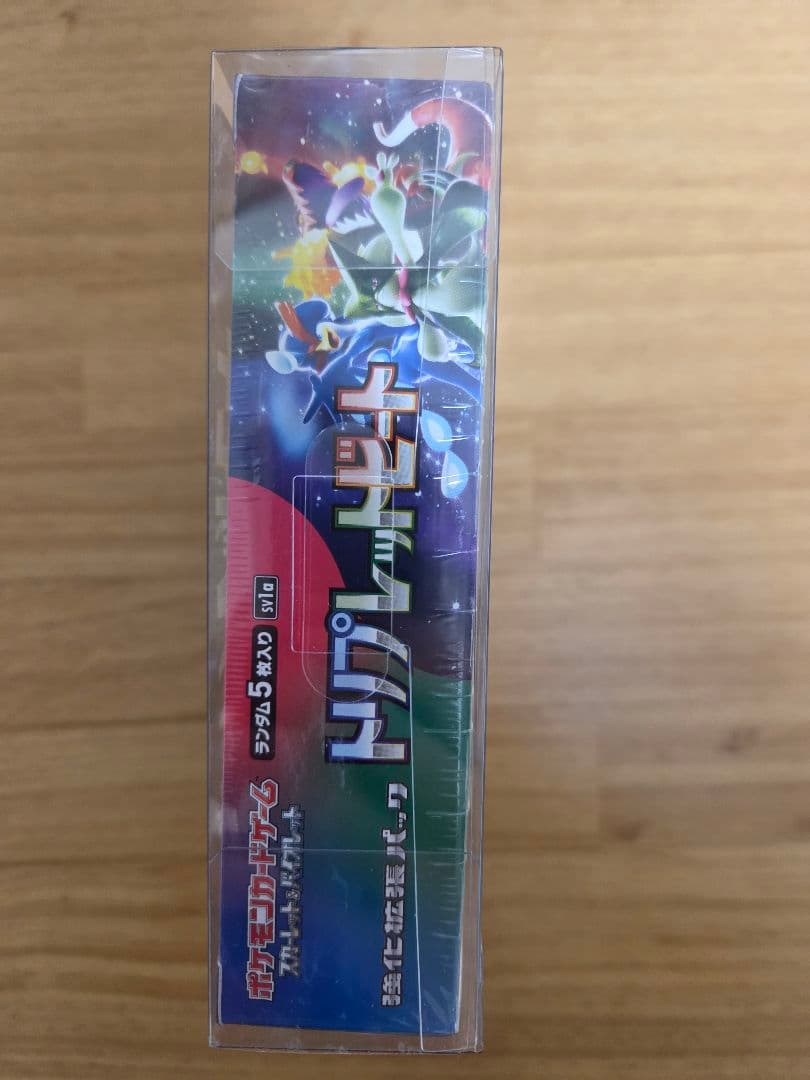 ポケモンカードゲーム
スカーレット&バイオレット
ランダム5枚入り sv1a
強化拡張パック
トリプレットビート